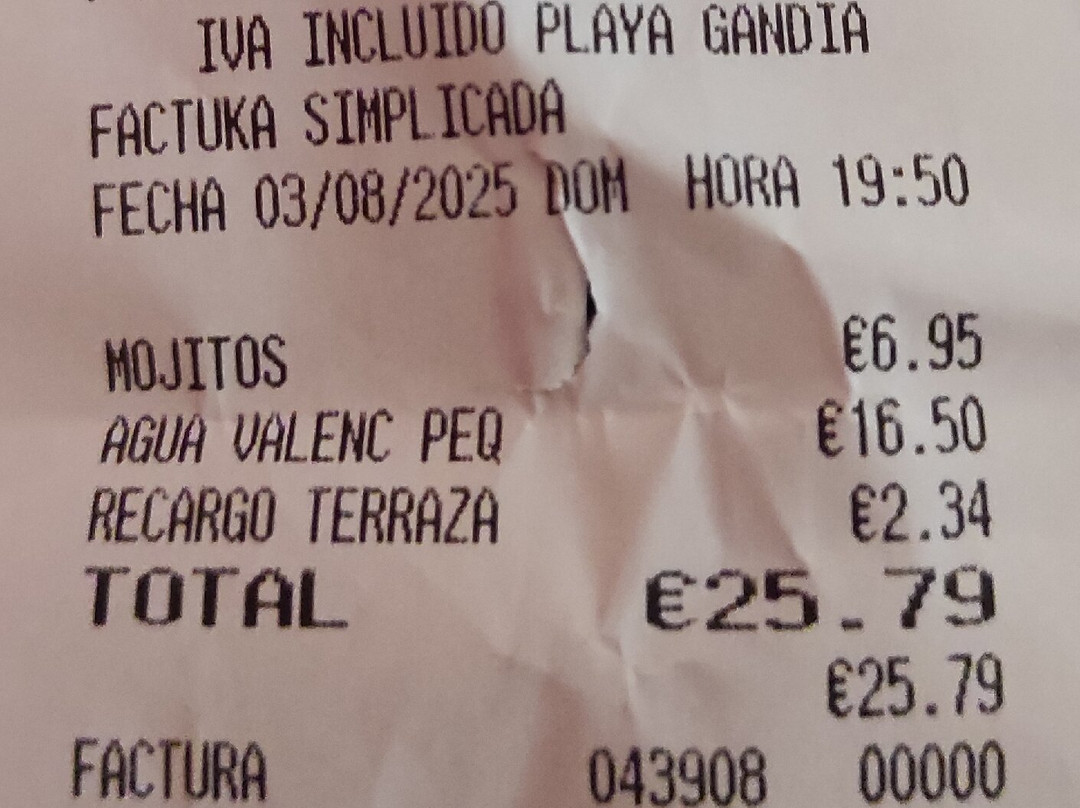 IVA INCLUIDO PLAYA GANDIA
FACTUKA SIMPLICADA
FECHA 03/08/2025 DOM HORA 19:50
MOJITOS €6.95
AGUA VALENC PEQ €16.50
RECARGO TERRAZA €2.34
TOTAL €25.79
€25.79
FACTURA 043908 00000